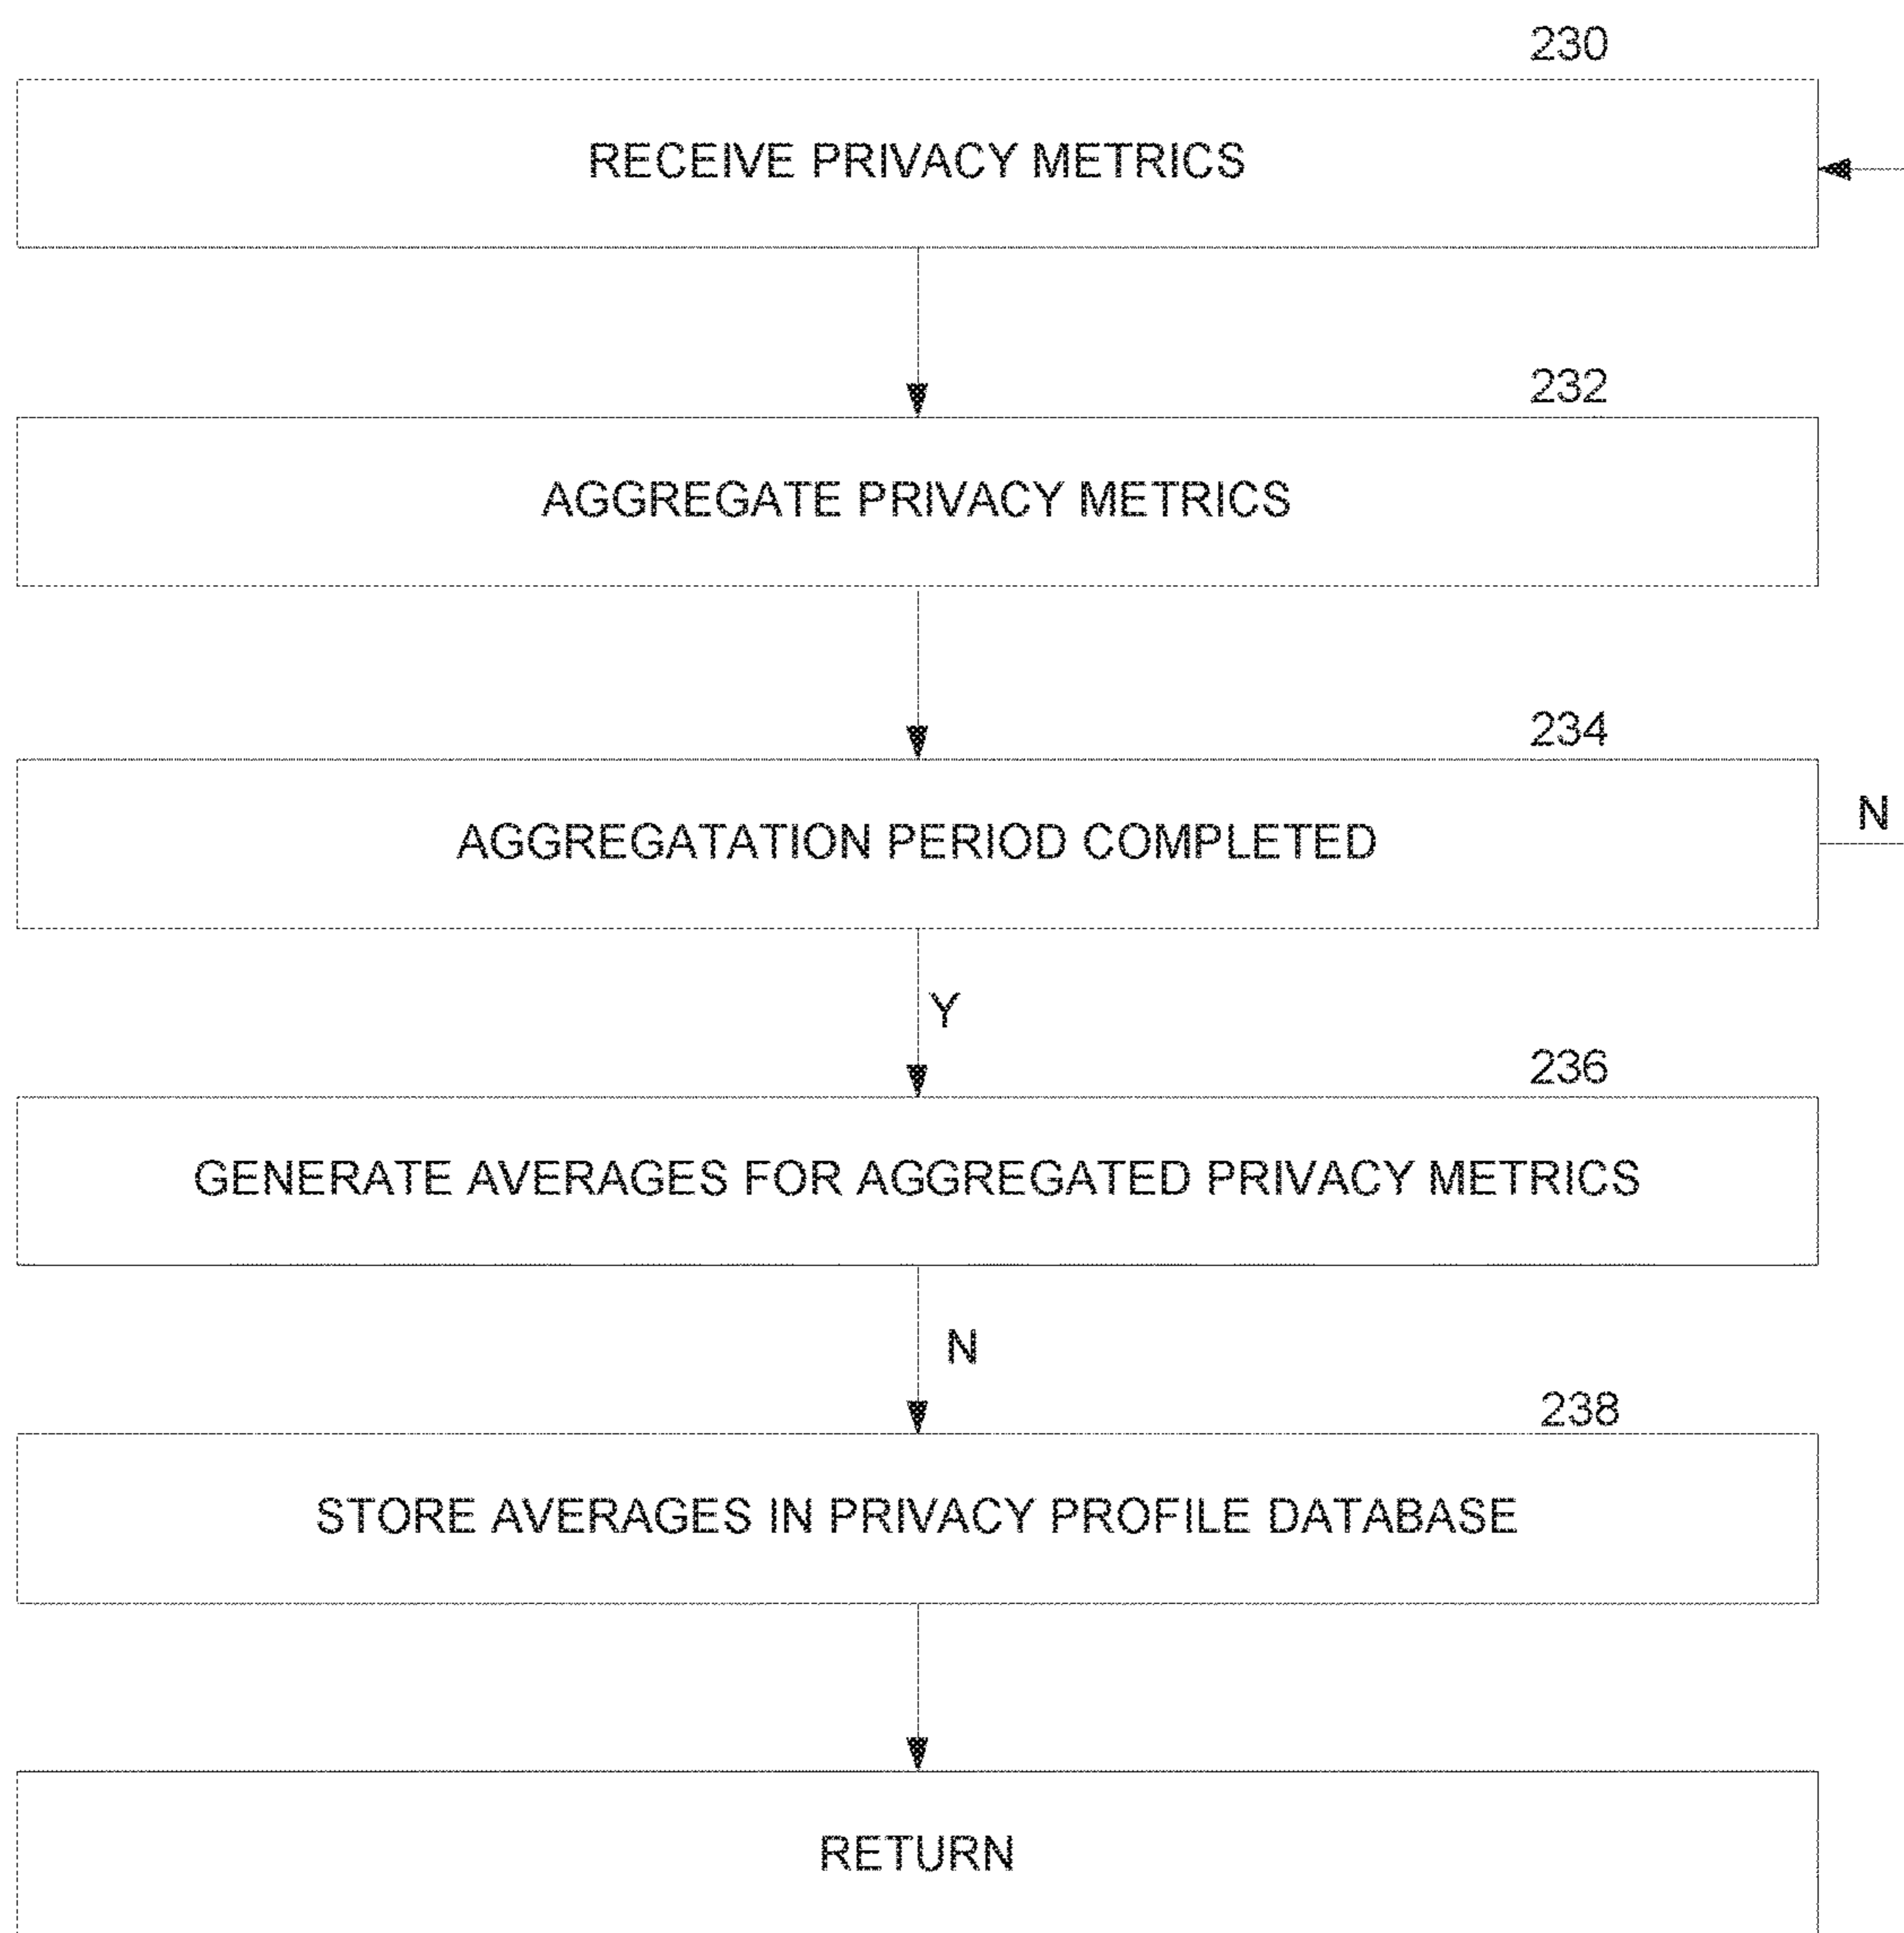 230
RECEIVE PRIVACY METRICS
232
AGGREGATE PRIVACY METRICS
234
AGGREGATATION PERIOD COMPLETED
N
Y
236
GENERATE AVERAGES FOR AGGREGATED PRIVACY METRICS
N
238
STORE AVERAGES IN PRIVACY PROFILE DATABASE
RETURN